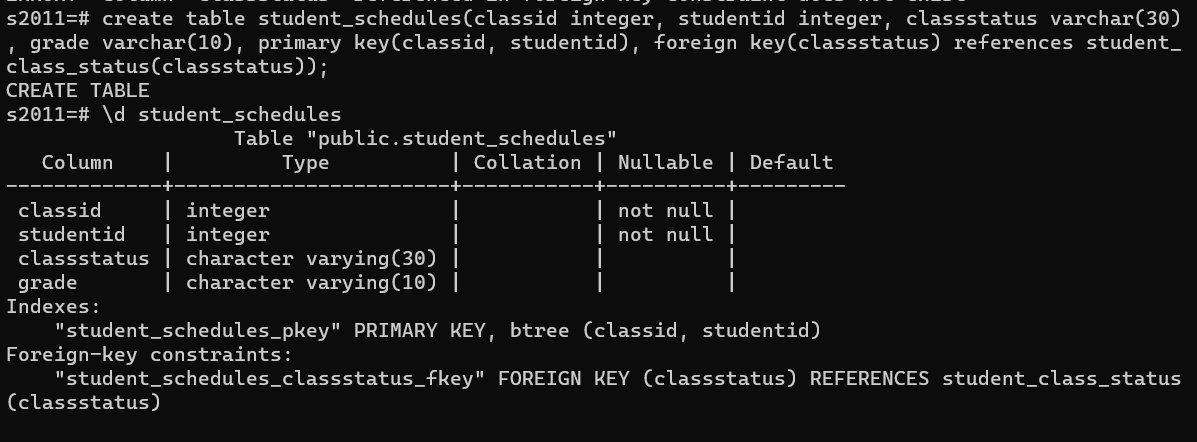 s2011=# create table student_schedules(classid integer, studentid integer, classstatus varchar(30)
, grade varchar(10), primary key(classid, studentid), foreign key(classstatus) references student_
class_status(classstatus));
CREATE TABLE
s2011=# \d student_schedules
Table "public.student_schedules"
Column | Type | Collation | Nullable | Default
-------------+-----------------------+-----------+----------+---------
classid | integer | | not null |
studentid | integer | | not null |
classstatus | character varying(30) | | |
grade | character varying(10) | | |
Indexes:
"student_schedules_pkey" PRIMARY KEY, btree (classid, studentid)
Foreign-key constraints:
"student_schedules_classstatus_fkey" FOREIGN KEY (classstatus) REFERENCES student_class_status
(classstatus)